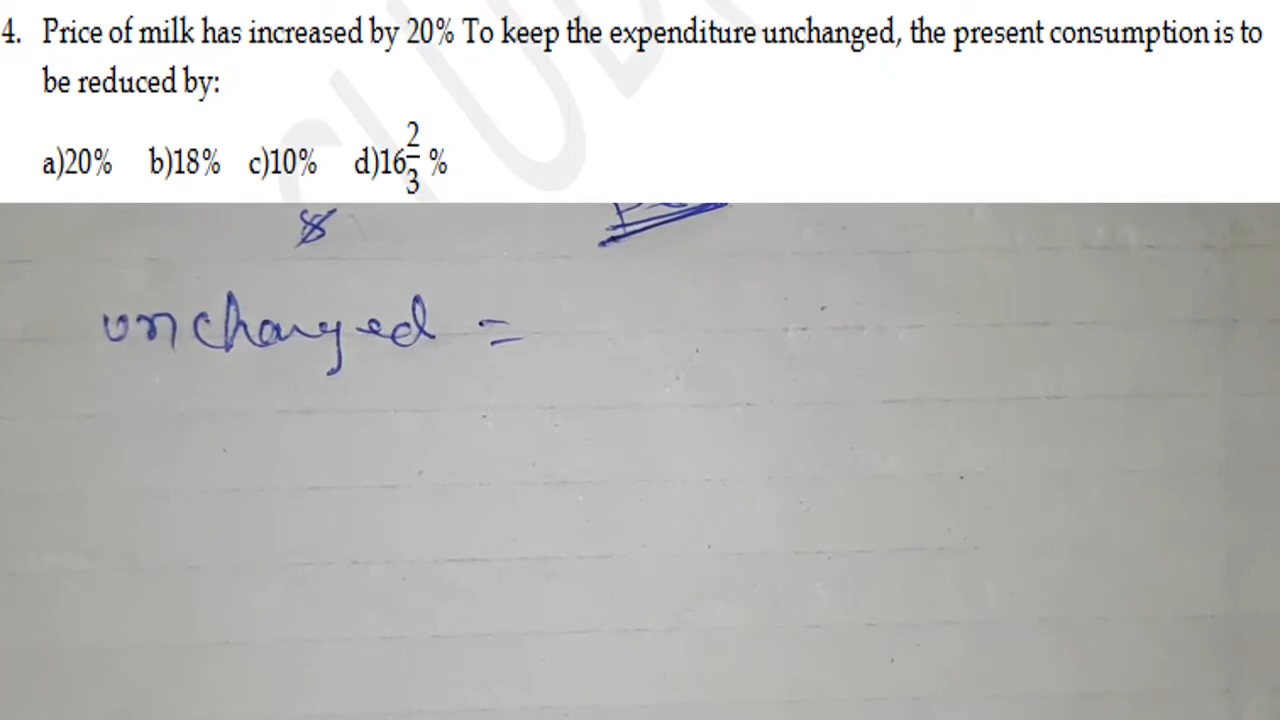 4. Price of milk has increased by 20% To keep the expenditure unchanged, the present consumption is to
be reduced by:
a)20% b)18% c)10% d)16 2/3 %
unchanged =